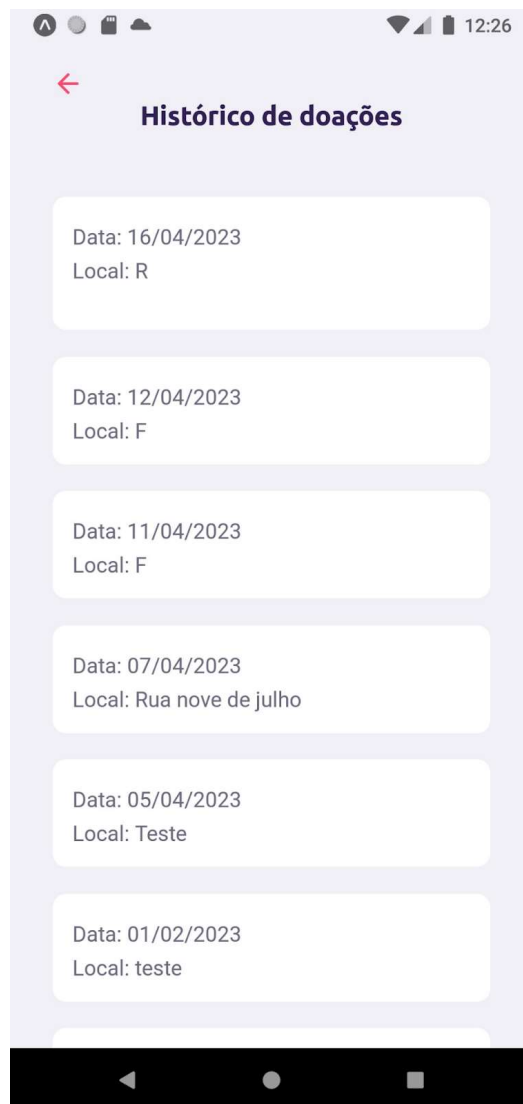 12:26
Histórico de doações
Data: 16/04/2023
Local: R
Data: 12/04/2023
Local: F
Data: 11/04/2023
Local: F
Data: 07/04/2023
Local: Rua nove de julho
Data: 05/04/2023
Local: Teste
Data: 01/02/2023
Local: teste